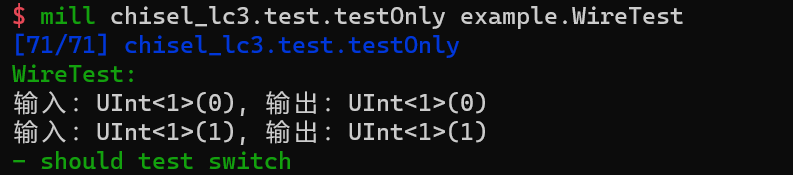 $ mill chisel_lc3.test.testOnly example.WireTest
[71/71] chisel_lc3.test.testOnly
WireTest:
输入: UInt<1>(0), 输出: UInt<1>(0)
输入: UInt<1>(1), 输出: UInt<1>(1)
- should test switch